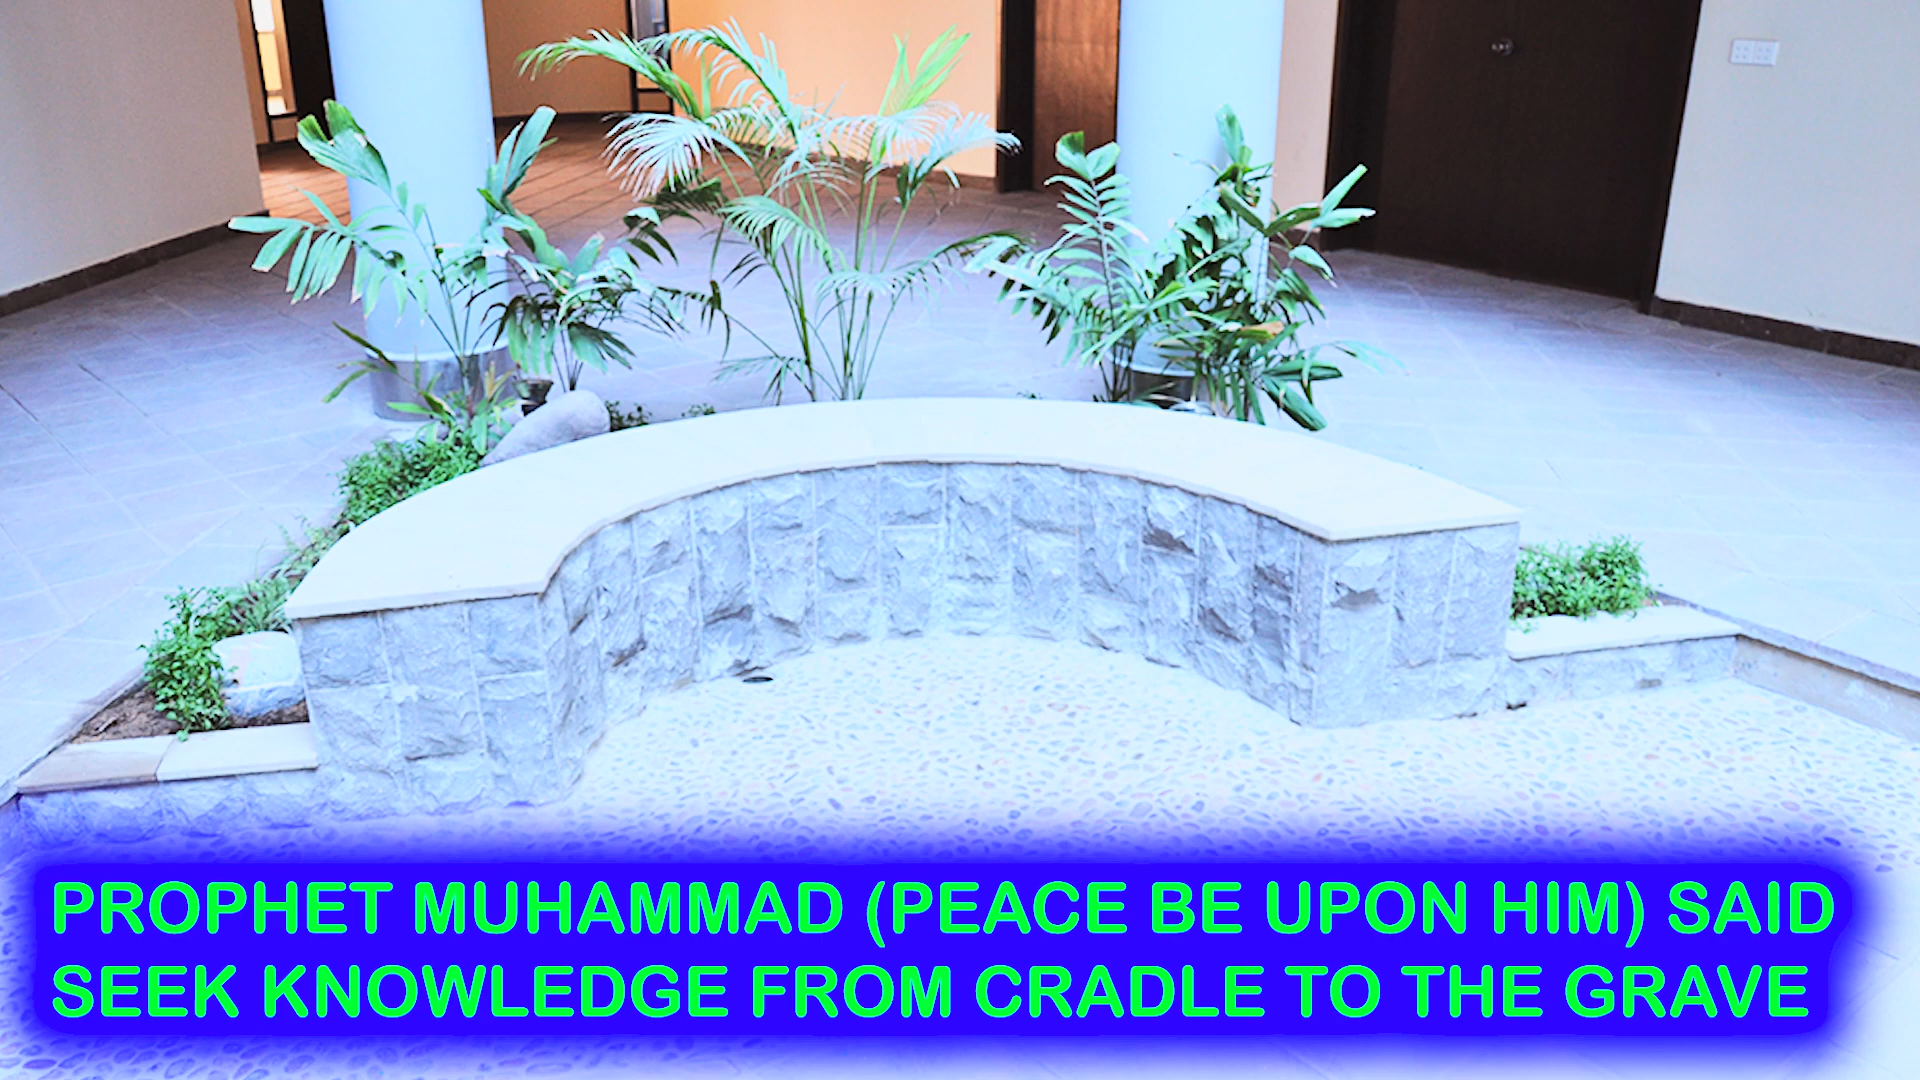 PROPHET MUHAMMAD (PEACE BE UPON HIM) SAID
SEEK KNOWLEDGE FROM CRADLE TO THE GRAVE